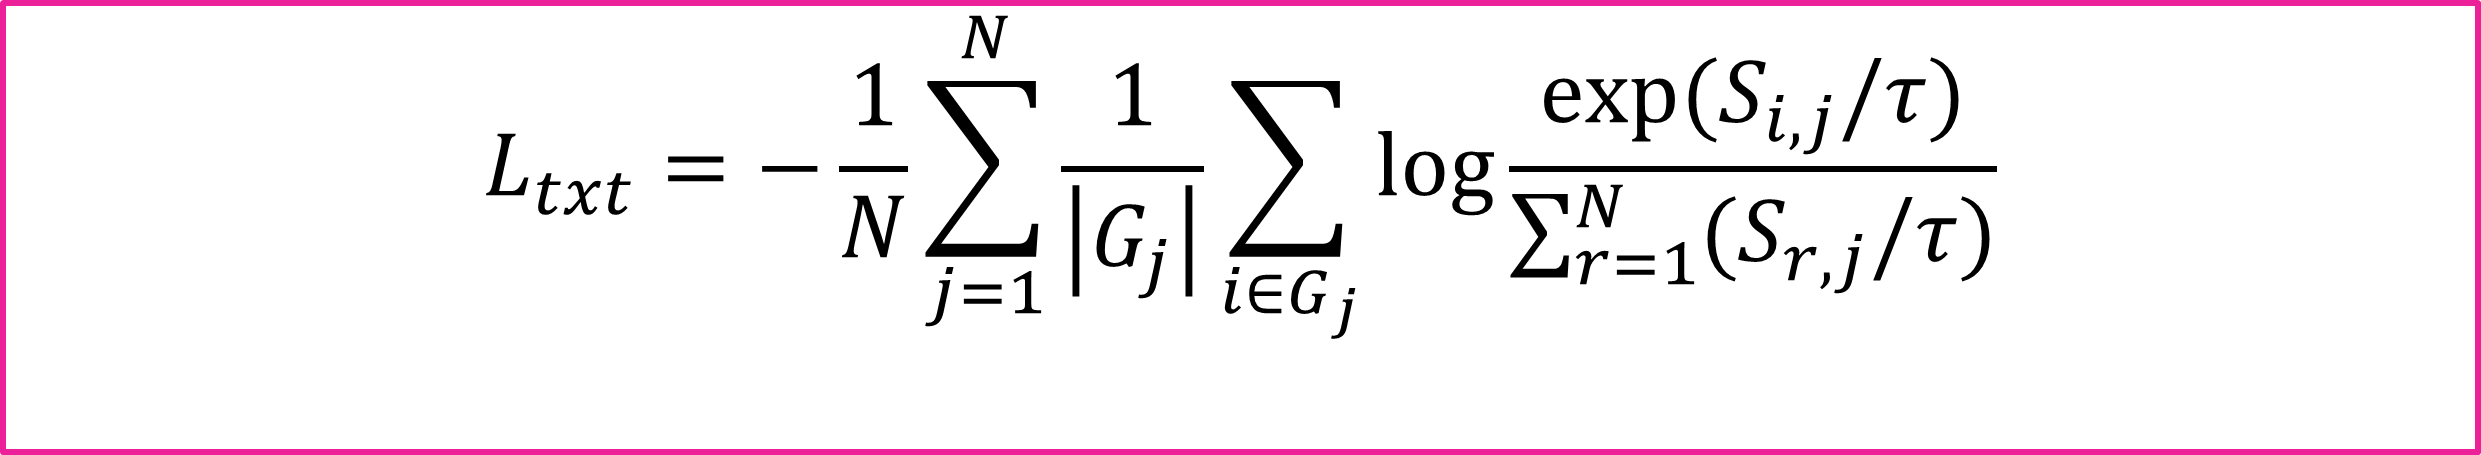 L_{txt} = -\frac{1}{N} \sum_{j=1}^{N} \frac{1}{|G_j|} \sum_{i \in G_j} \log \frac{\exp(S_{i,j}/\tau)}{\sum_{r=1}^{N} (S_{r,j}/\tau)}